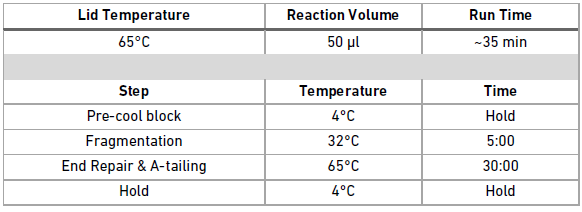 Lid Temperature Reaction Volume Run Time
65°C 50 µl ~35 min
Step Temperature Time
Pre-cool block 4°C Hold
Fragmentation 32°C 5:00
End Repair & A-tailing 65°C 30:00
Hold 4°C Hold